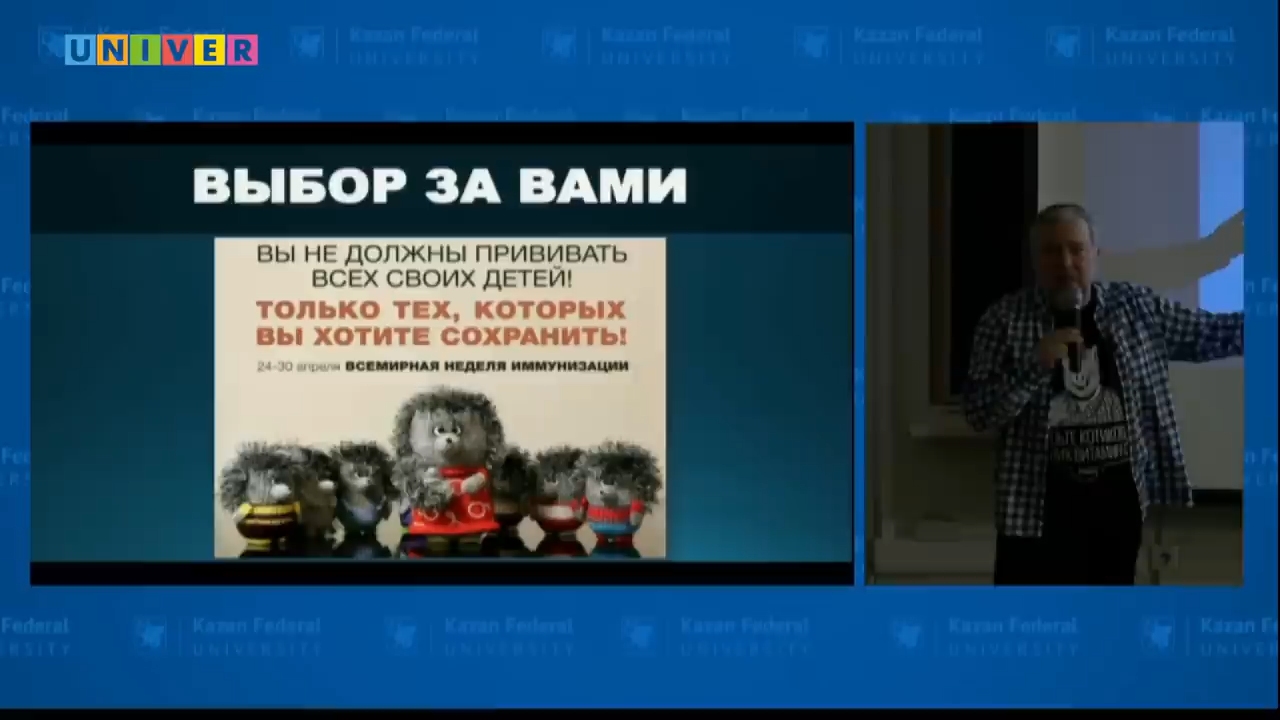 UNIVER
Kazan Federal
UNIVERSITY
ВЫБОР ЗА ВАМИ
ВЫ НЕ ДОЛЖНЫ ПРИВИВАТЬ
ВСЕХ СВОИХ ДЕТЕЙ!
ТОЛЬКО ТЕХ, КОТОРЫХ
ВЫ ХОТИТЕ СОХРАНИТЬ!
24-30 апреля ВСЕМИРНАЯ НЕДЕЛЯ ИММУНИЗАЦИИ